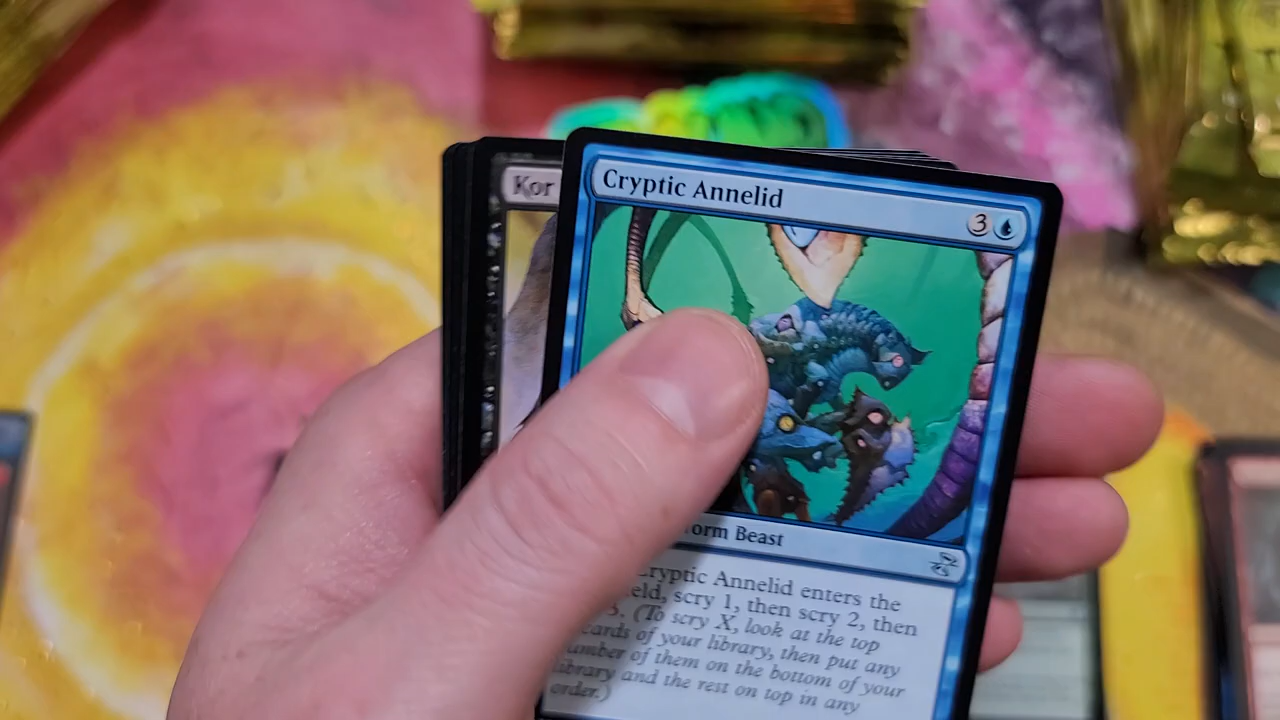 Kor
Cryptic Annelid
3
orm Beast
Cryptic Annelid enters the
eld, scry 1, then scry 2, then
3. (To scry X, look at the top
cards of your library, then put any
number of them on the bottom of your
library and the rest on top in any
order.)